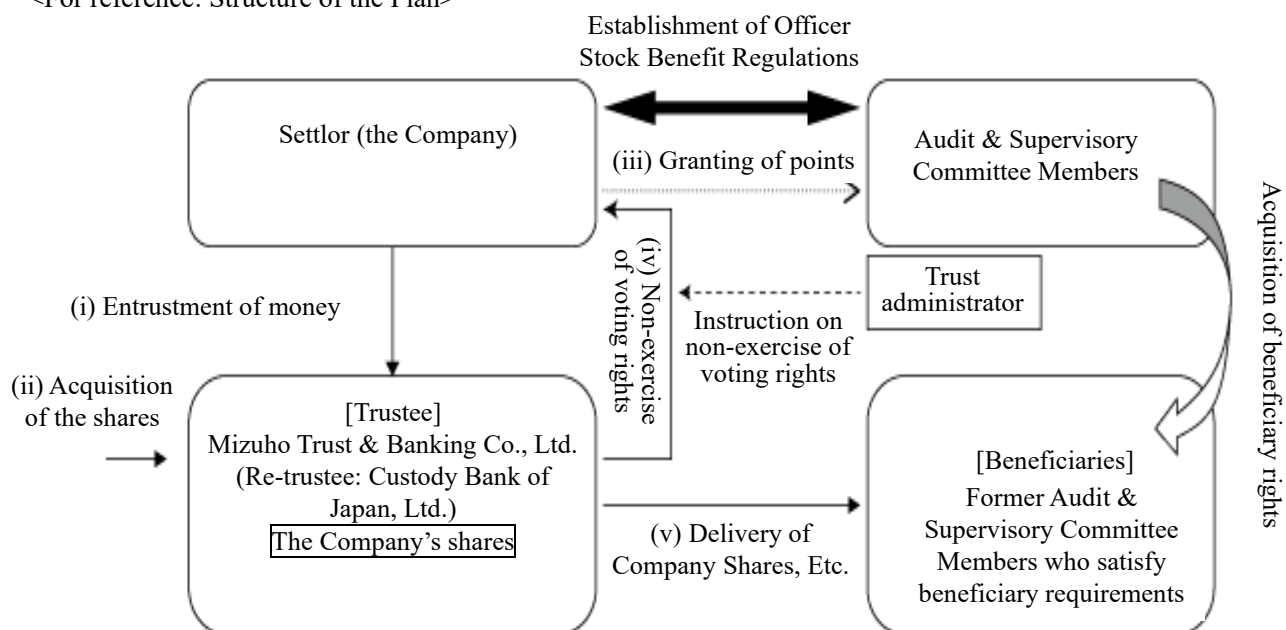 <For reference: Structure of the Plan>
Establishment of Officer
Stock Benefit Regulations
Settlor (the Company)
(iii) Granting of points
Audit & Supervisory
Committee Members
Acquisition of beneficiary rights
(iv) Non-exercise
of voting rights
Trust
administrator
(i) Entrustment of money
Instruction on
non-exercise of
voting rights
(ii) Acquisition
of the shares
[Trustee]
Mizuho Trust & Banking Co., Ltd.
(Re-trustee: Custody Bank of
Japan, Ltd.)
The Company’s shares
(v) Delivery of
Company Shares, Etc.
[Beneficiaries]
Former Audit &
Supervisory Committee
Members who satisfy
beneficiary requirements